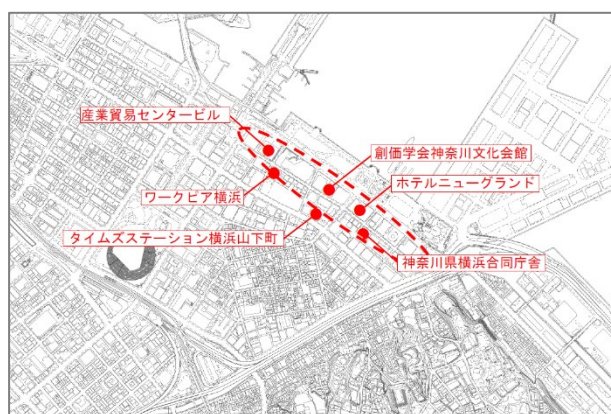 産業貿易センタービル
創価学会神奈川文化会館
ワークピア横浜
ホテルニューグランド
タイムズステーション横浜山下町
神奈川県横浜合同庁舎